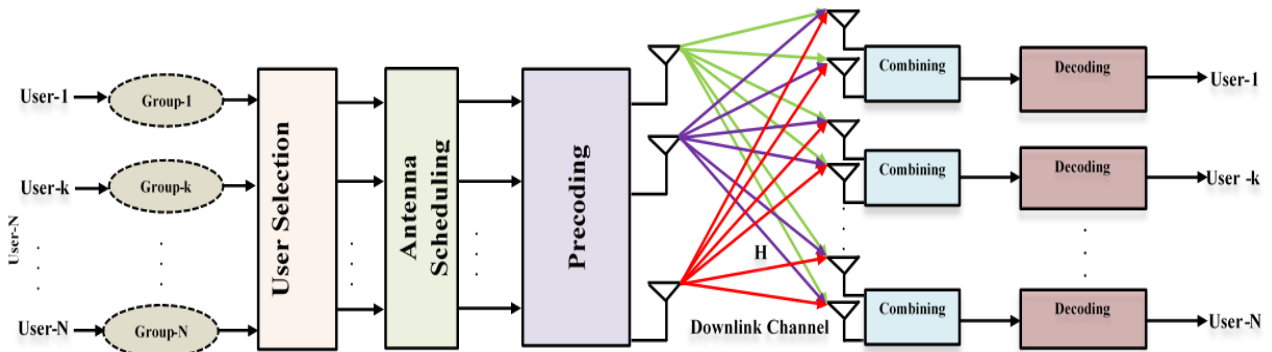 User-1
Group-1
User-k
Group-k
User-N
User-N
Group-N
User Selection
Antenna
Scheduling
Precoding
H
Downlink Channel
Combining
Decoding
User-1
Combining
Decoding
User -k
Combining
Decoding
User-N